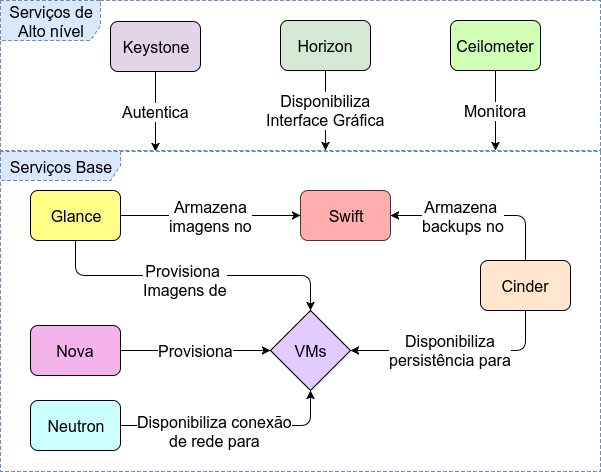 Serviços de
Alto nível
Keystone
Horizon
Ceilometer
Autentica
Disponibiliza
Interface Gráfica
Monitora
Serviços Base
Glance
Armazena
imagens no
Swift
Armazena
backups no
Provisiona
Imagens de
Cinder
Nova
Provisiona
VMs
Disponibiliza
persistência para
Neutron
Disponibiliza conexão
de rede para